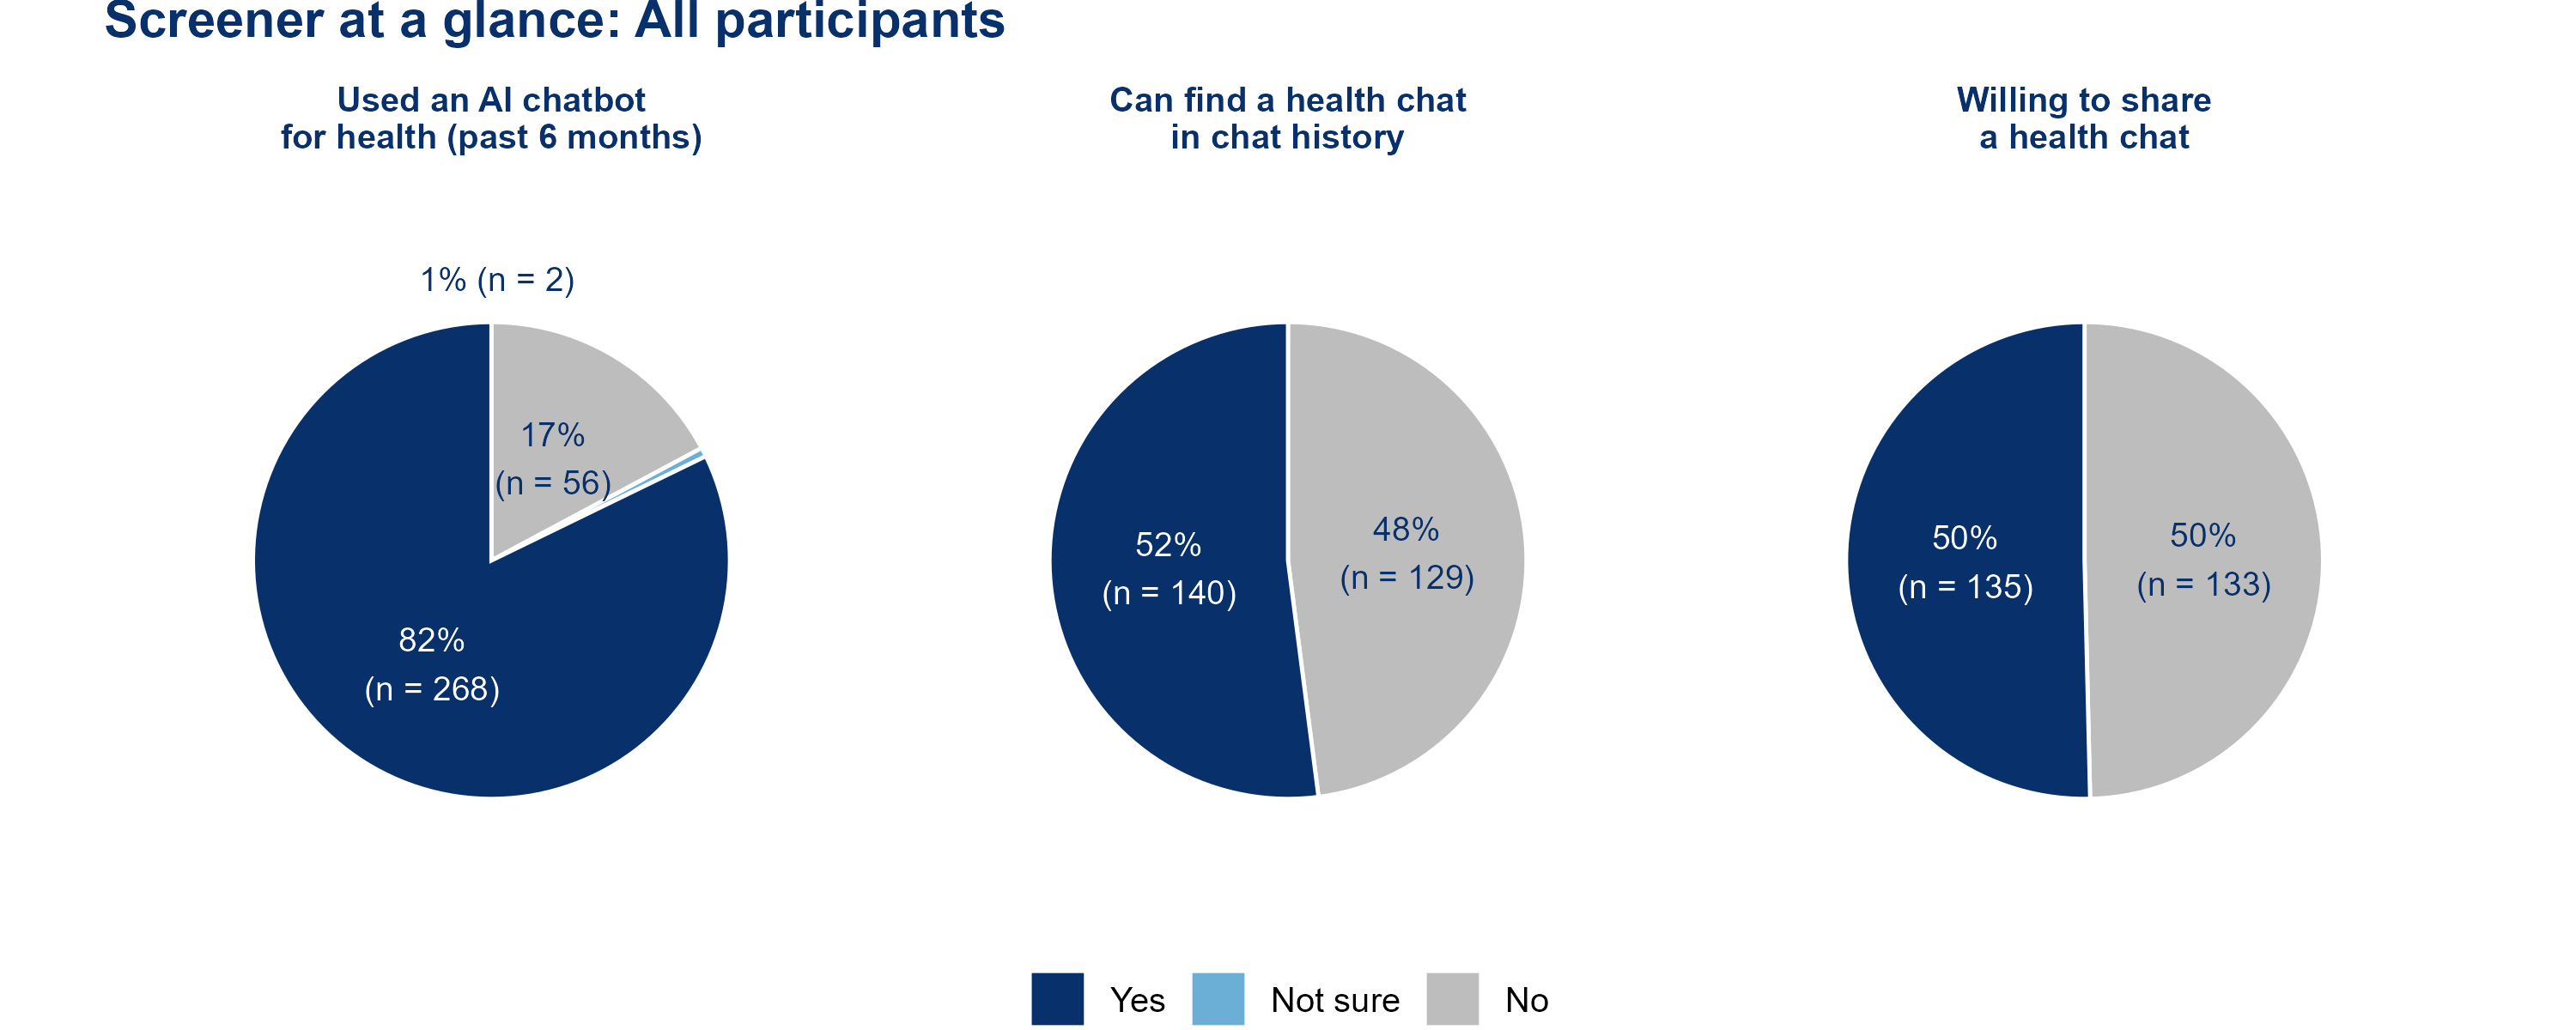 Screener at a glance: All participants
Used an AI chatbot
for health (past 6 months)
1% (n = 2)
17%
(n = 56)
82%
(n = 268)
Can find a health chat
in chat history
52%
(n = 140)
48%
(n = 129)
Willing to share
a health chat
50%
(n = 135)
50%
(n = 133)
Yes
Not sure
No